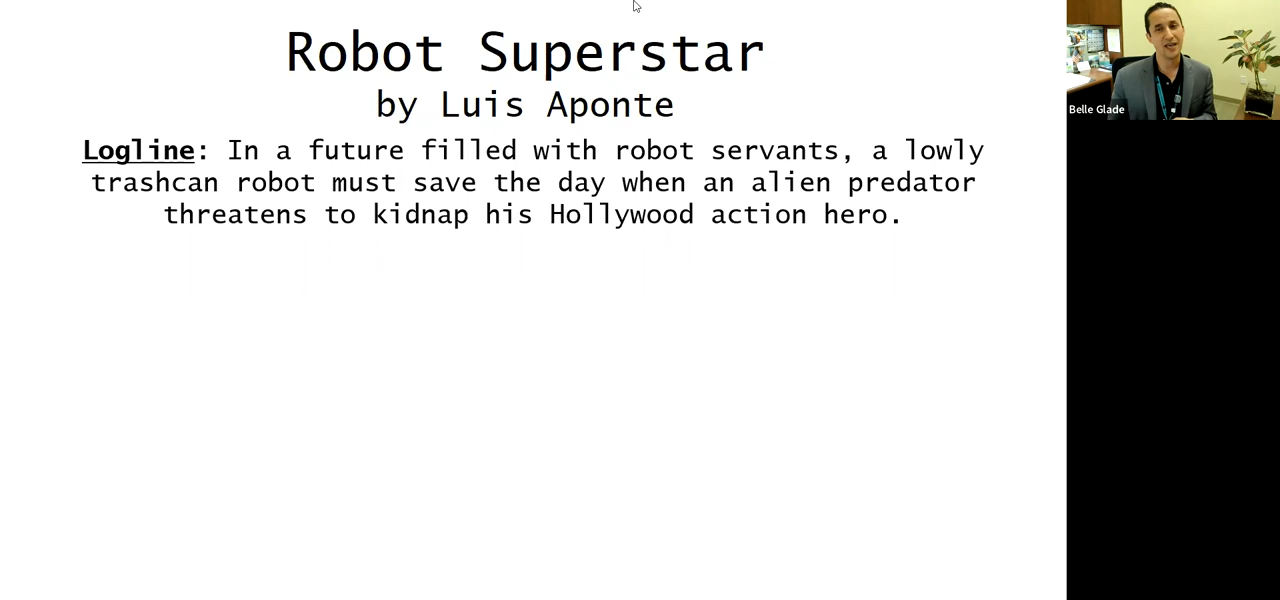 Robot Superstar
by Luis Aponte
Logline: In a future filled with robot servants, a lowly
trashcan robot must save the day when an alien predator
threatens to kidnap his Hollywood action hero.
Belle Glade